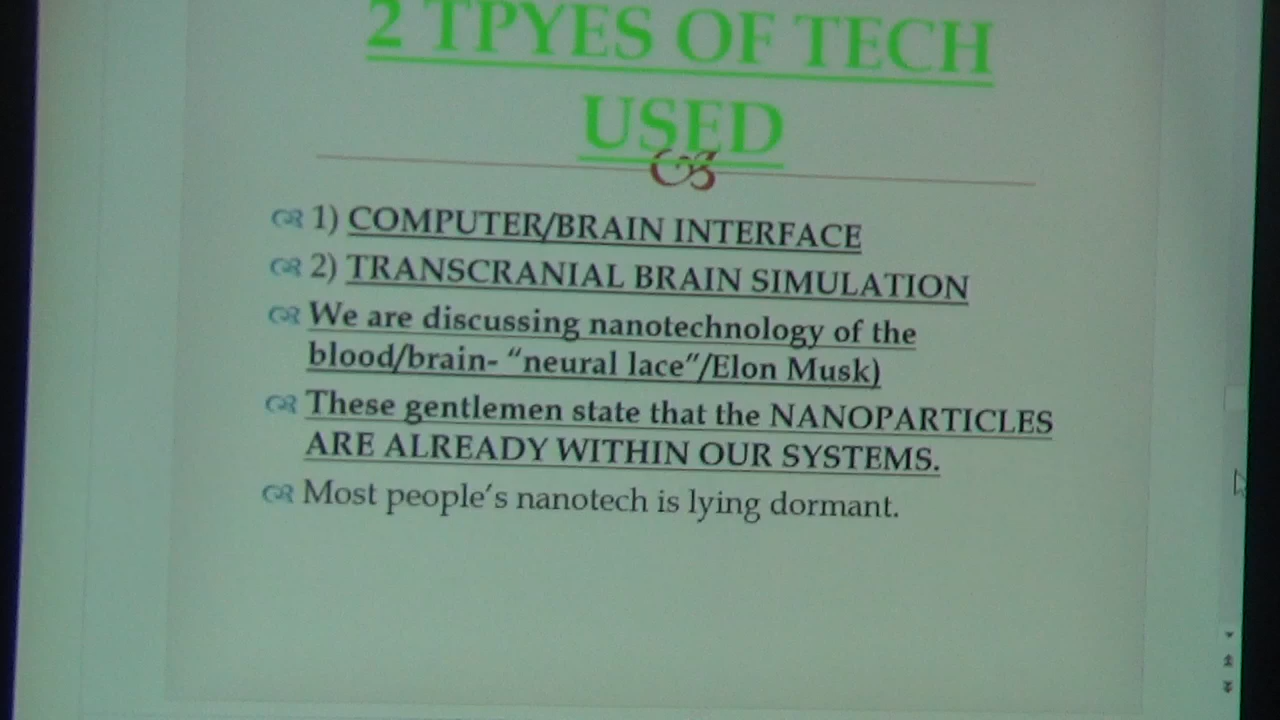 2 TPYES OF TECH
USED
1) COMPUTER/BRAIN INTERFACE
2) TRANSCRANIAL BRAIN SIMULATION
We are discussing nanotechnology of the
blood/brain- “neural lace”/Elon Musk)
These gentlemen state that the NANOPARTICLES
ARE ALREADY WITHIN OUR SYSTEMS.
Most people’s nanotech is lying dormant.